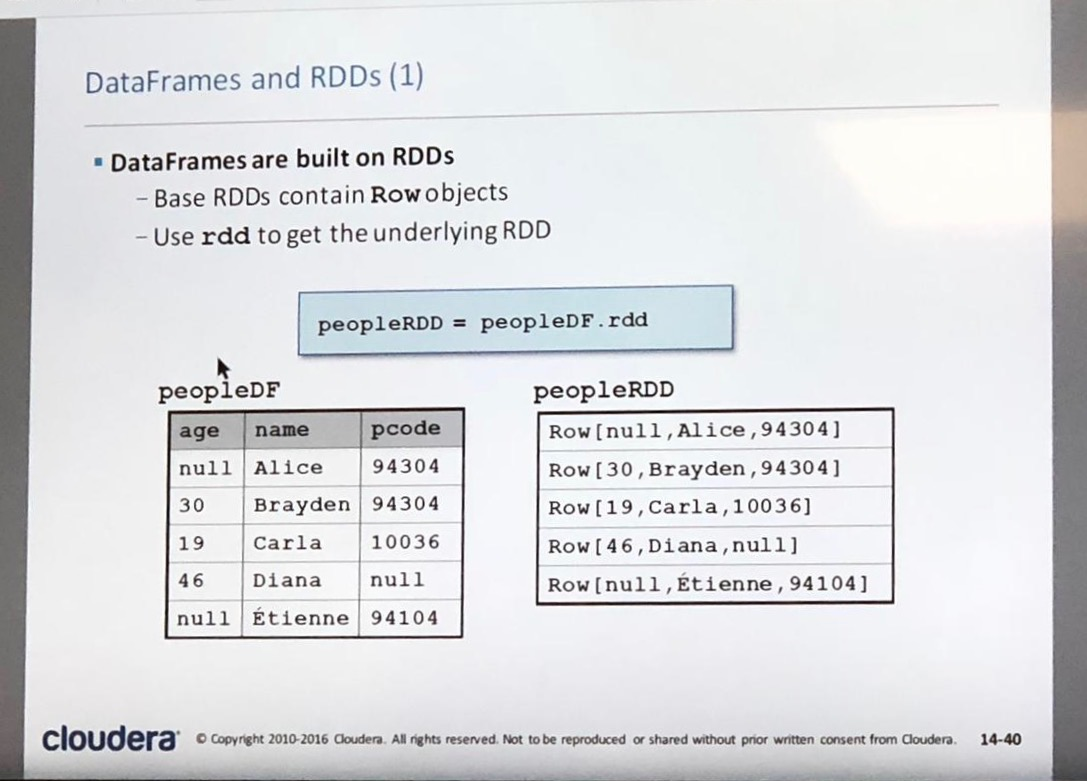 DataFrames and RDDs (1)
▪ DataFrames are built on RDDs
– Base RDDs contain Row objects
– Use rdd to get the underlying RDD
peopleRDD = peopleDF.rdd
peopleDF
age name pcode
null Alice 94304
30 Brayden 94304
19 Carla 10036
46 Diana null
null Étienne 94104
peopleRDD
Row[null,Alice,94304]
Row[30,Brayden,94304]
Row[19,Carla,10036]
Row[46,Diana,null]
Row[null,Étienne,94104]
cloudera © Copyright 2010-2016 Cloudera. All rights reserved. Not to be reproduced or shared without prior written consent from Cloudera. 14-40